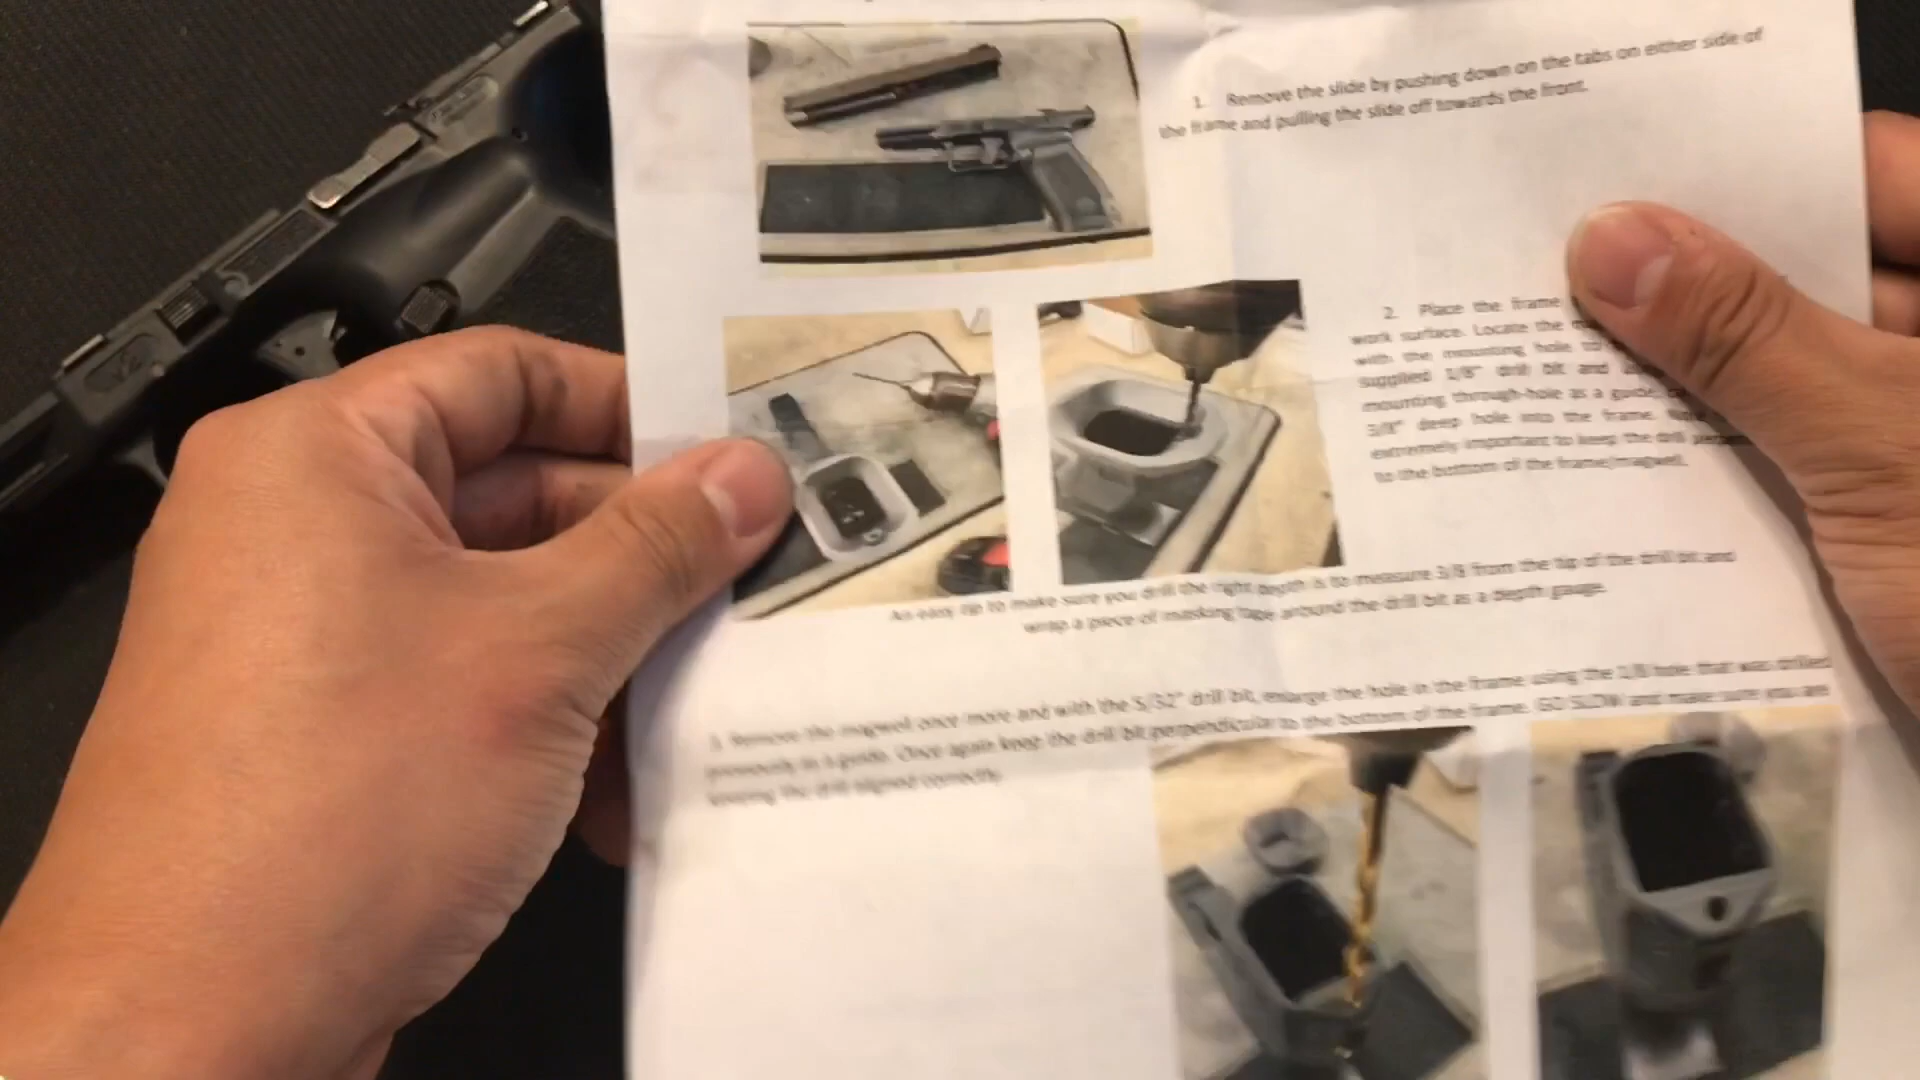 1. Remove the slide by pushing down on the tabs on either side of
the frame and pulling the slide off towards the front.
2. Place the frame
work surface. Locate the
with the mounting hole
supplied 1/8" drill bit and
mounting through-hole as a guide,
3/8" deep hole into the frame.
extremely important to keep the drill
to the bottom of the frame/magwell.
An easy tip to make sure you drill the right depth is to measure 3/8 from the tip of the drill bit and
wrap a piece of masking tape around the drill bit as a depth gauge.
3. Remove the magwell once more and with the 5/32" drill bit, enlarge the hole in the frame using the 1/8 hole that was drilled
previously as a guide. Once again keep the drill bit perpendicular to the bottom of the frame. GO SLOW and make sure you are
keeping the drill aligned correctly.